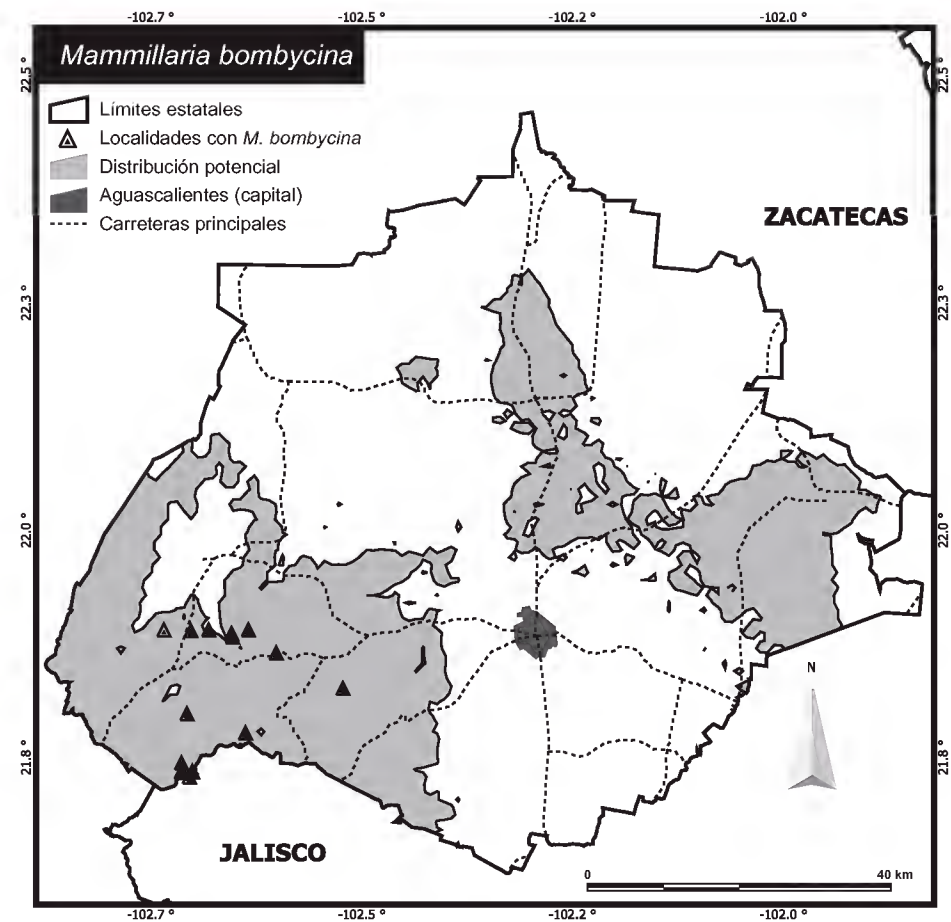 -102.7 °
-102.5 °
-102.2 °
-102.0 °
Mammillaria bombycina
22.5 °
22.5 °
Límites estatales
Localidades con M. bombycina
Distribución potencial
Aguascalientes (capital)
Carreteras principales
ZACATECAS
22.3 °
22.3 °
22.0 °
22.0 °
N
21.8 °
21.8 °
JALISCO
0
40 km
-102.7 °
-102.5 °
-102.2 °
-102.0 °